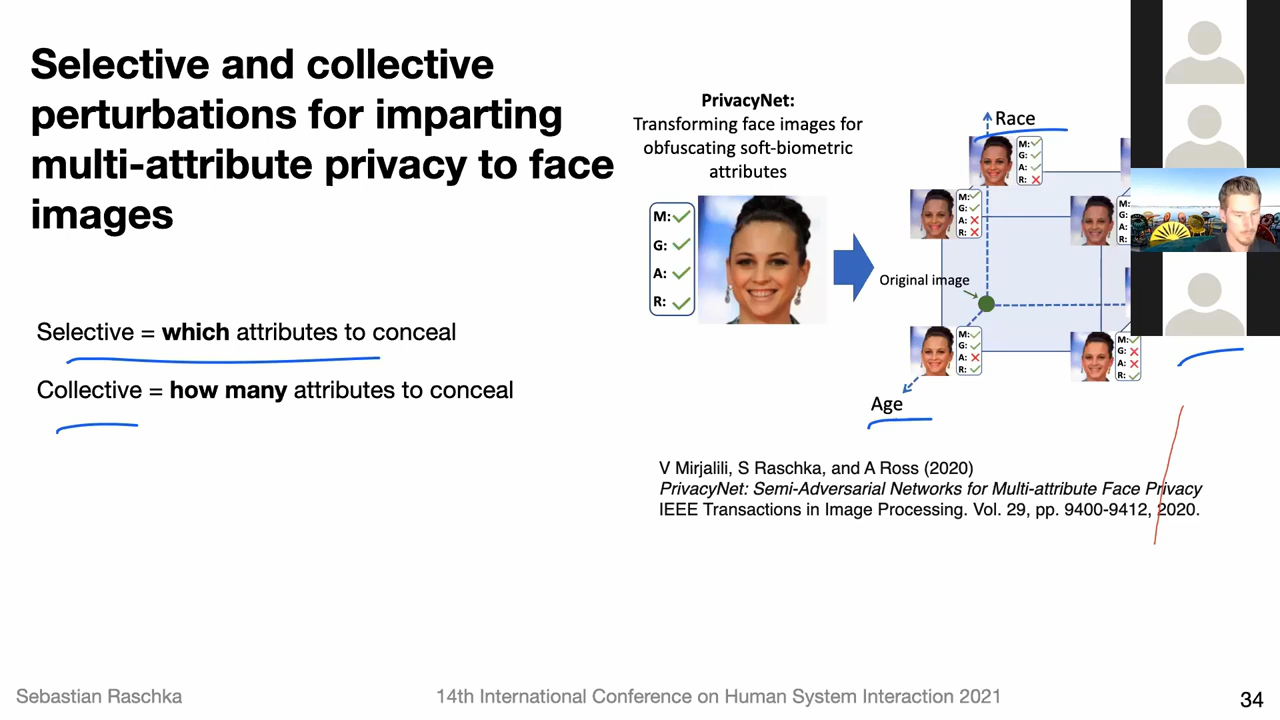 Selective and collective
perturbations for imparting
multi-attribute privacy to face
images
Selective = which attributes to conceal
Collective = how many attributes to conceal
PrivacyNet:
Transforming face images for
obfuscating soft-biometric
attributes
M:✓
G:✓
A:✓
R:✓
Race
M:✓
G:✓
A:✓
R:✗
M:✓
G:✓
A:✗
R:✗
M:
G:
A:
R:
Original image
M:✓
G:✓
A:✗
R:✓
M:✓
G:✗
A:✗
R:✓
Age
V Mirjalili, S Raschka, and A Ross (2020)
PrivacyNet: Semi-Adversarial Networks for Multi-attribute Face Privacy
IEEE Transactions in Image Processing. Vol. 29, pp. 9400-9412, 2020.
Sebastian Raschka
14th International Conference on Human System Interaction 2021
34